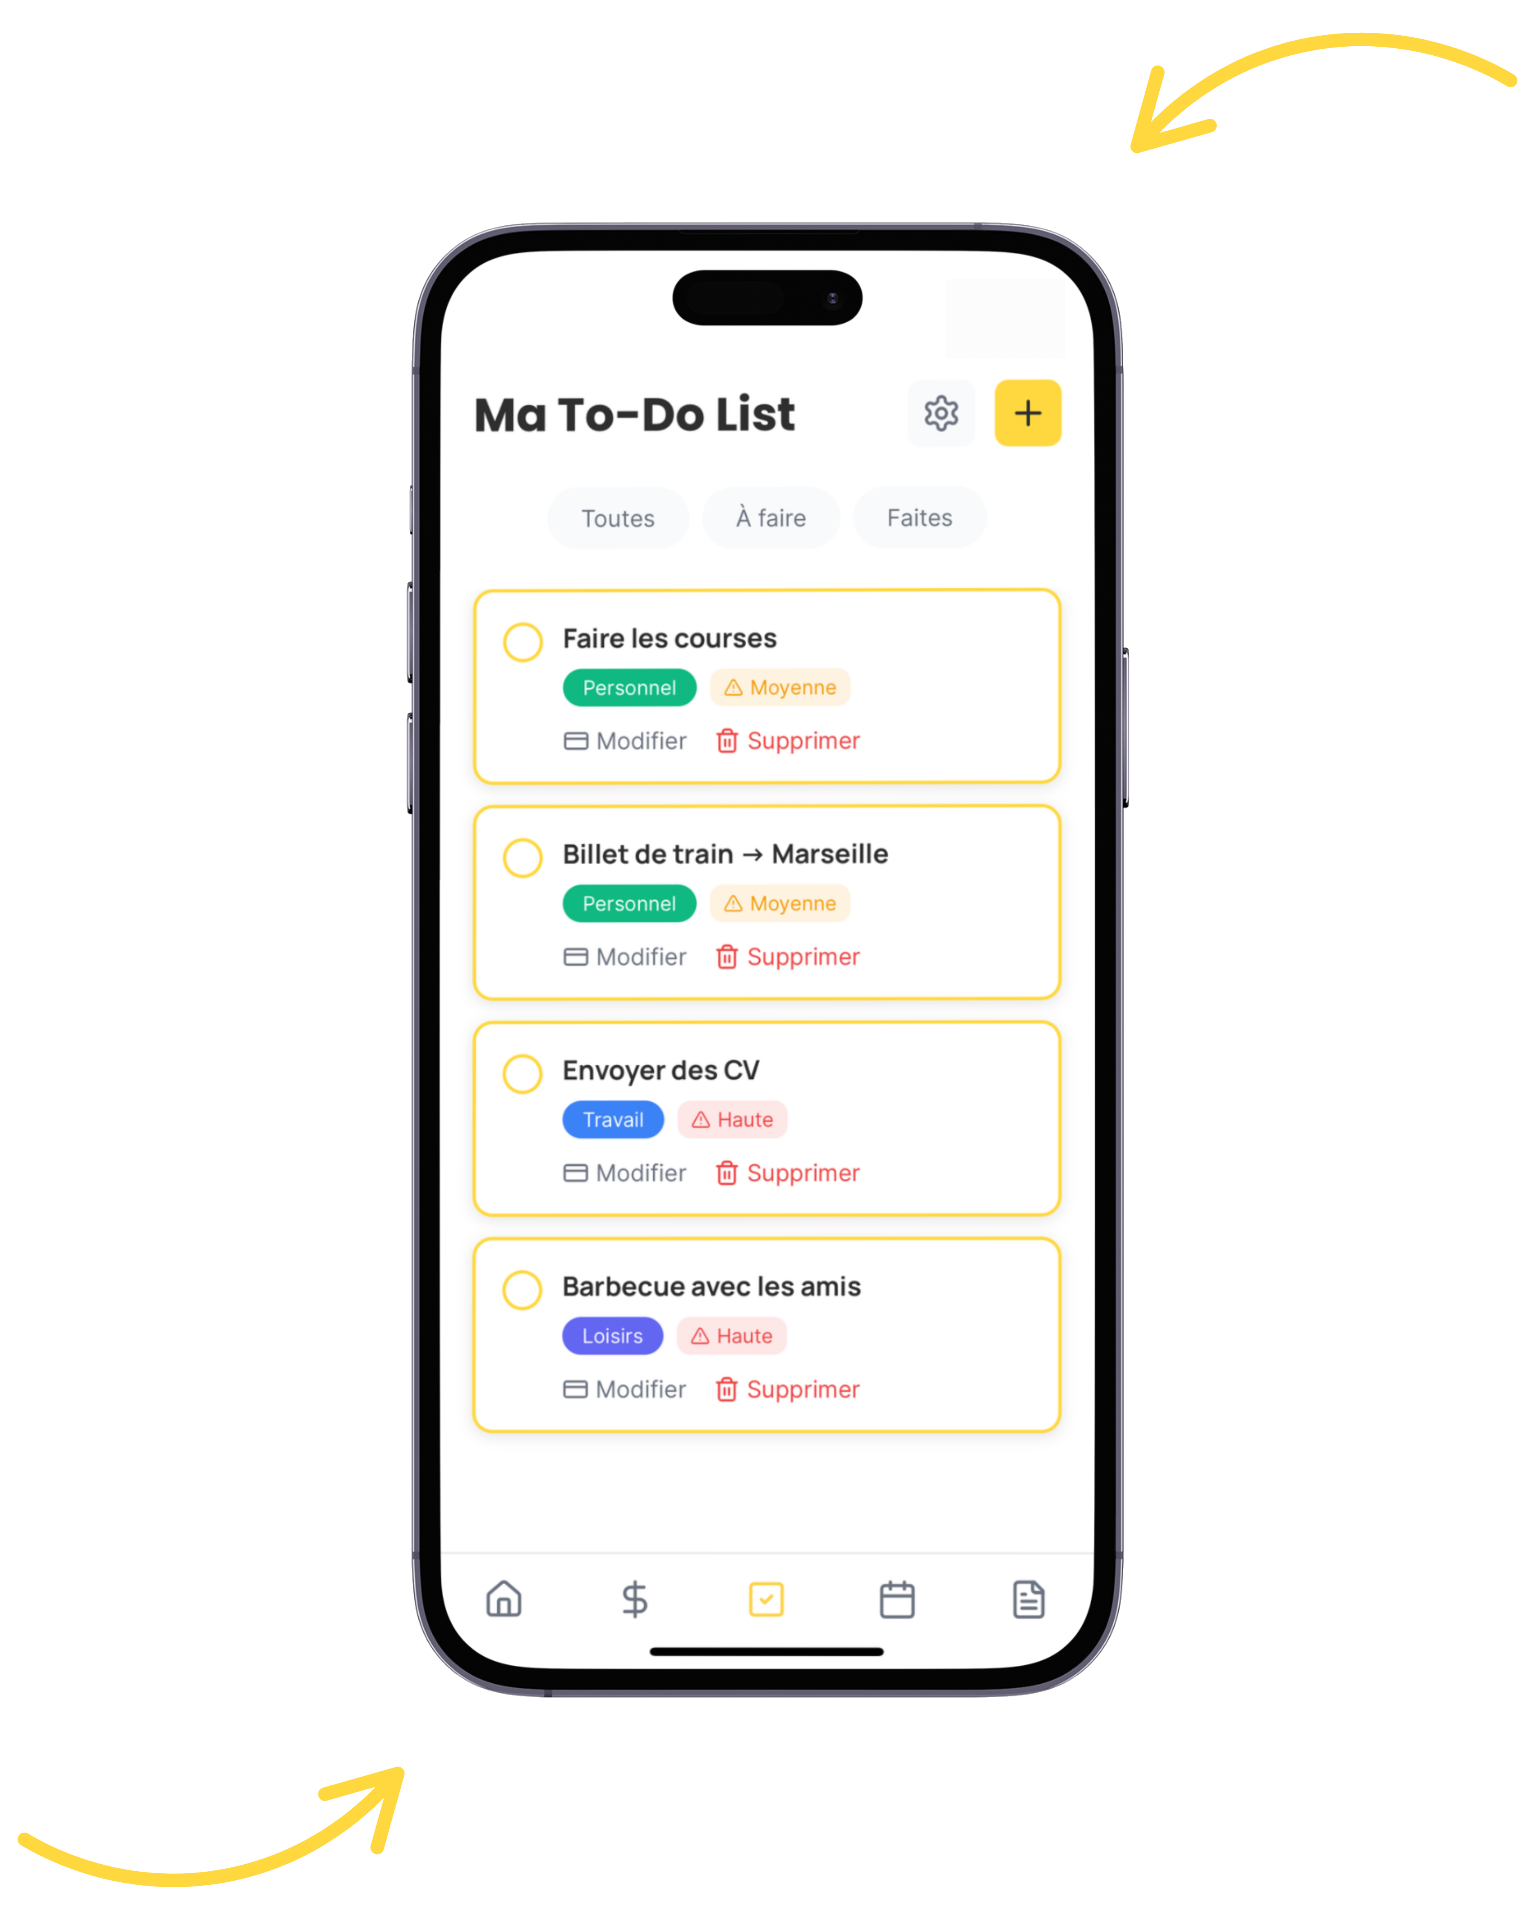 Ma To-Do List
Toutes À faire Faites
Faire les courses
Personnel Moyenne
Modifier Supprimer
Billet de train → Marseille
Personnel Moyenne
Modifier Supprimer
Envoyer des CV
Travail Haute
Modifier Supprimer
Barbecue avec les amis
Loisirs Haute
Modifier Supprimer